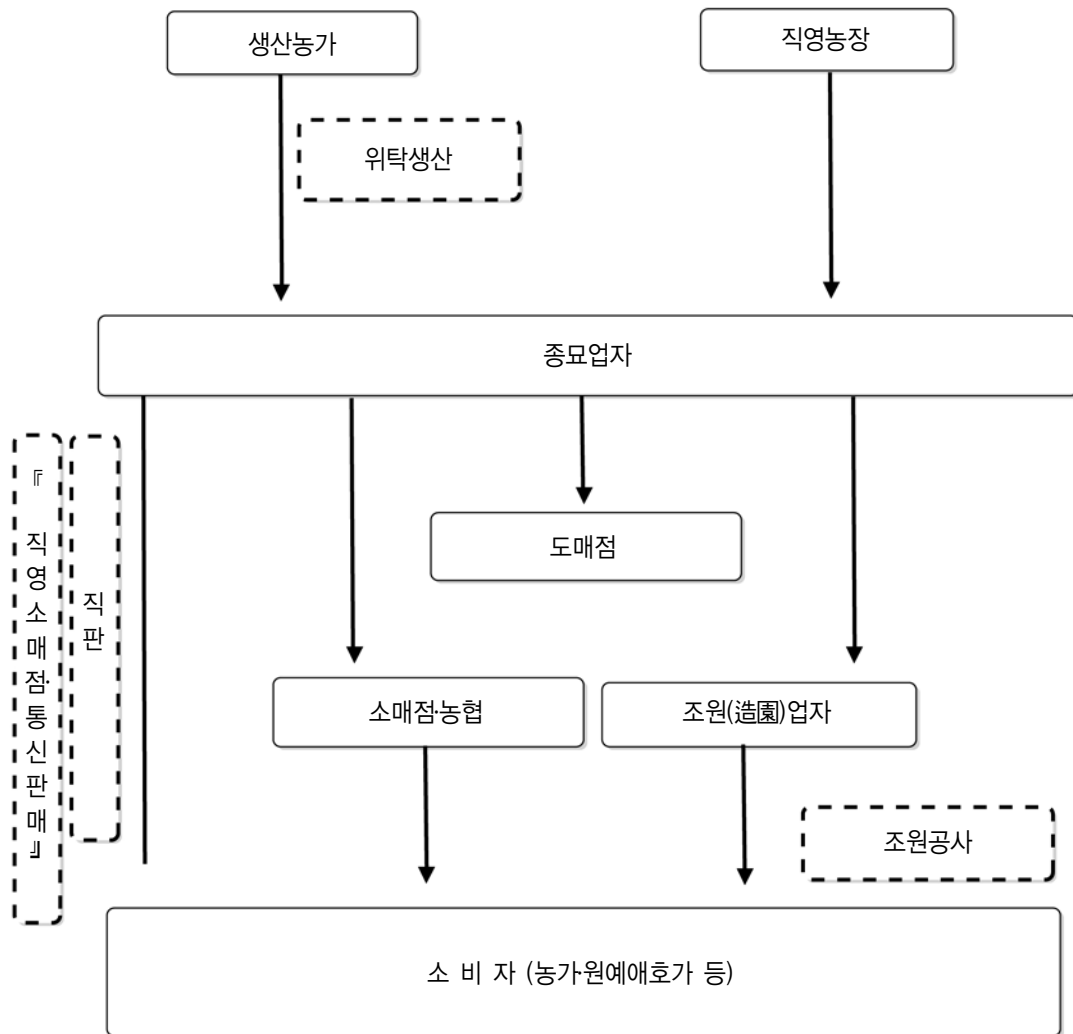 생산농가
직영농장
위탁생산
종묘업자
『직영소매점·통신판매』
직판
도매점
소매점·농협
조원(造園)업자
조원공사
소 비 자 (농가·원예애호가 등)